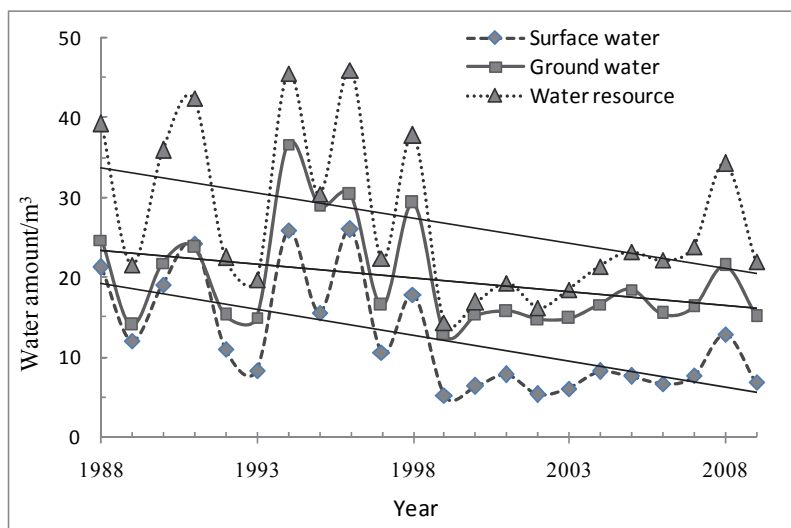 50
40
30
20
10
0
Water amount/m³
Surface water
Ground water
Water resource
1988 1993 1998 2003 2008
Year